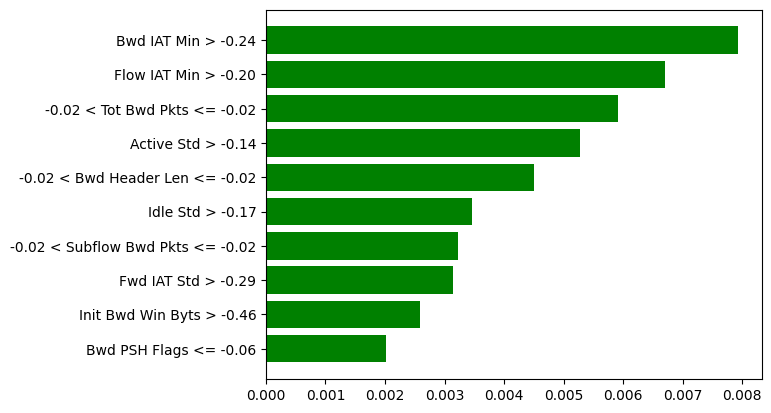 Bwd IAT Min > -0.24
Flow IAT Min > -0.20
-0.02 < Tot Bwd Pkts <= -0.02
Active Std > -0.14
-0.02 < Bwd Header Len <= -0.02
Idle Std > -0.17
-0.02 < Subflow Bwd Pkts <= -0.02
Fwd IAT Std > -0.29
Init Bwd Win Byts > -0.46
Bwd PSH Flags <= -0.06
0.000 0.001 0.002 0.003 0.004 0.005 0.006 0.007 0.008